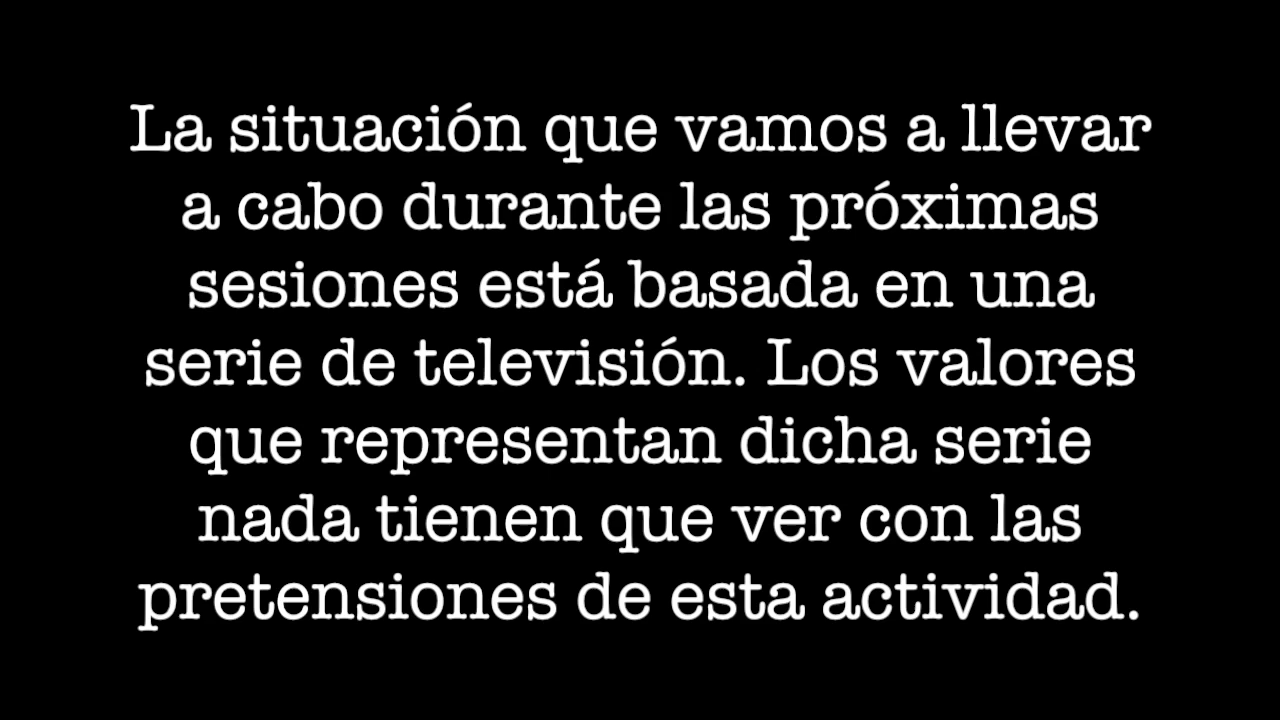 La situación que vamos a llevar
a cabo durante las próximas
sesiones está basada en una
serie de televisión. Los valores
que representan dicha serie
nada tienen que ver con las
pretensiones de esta actividad.